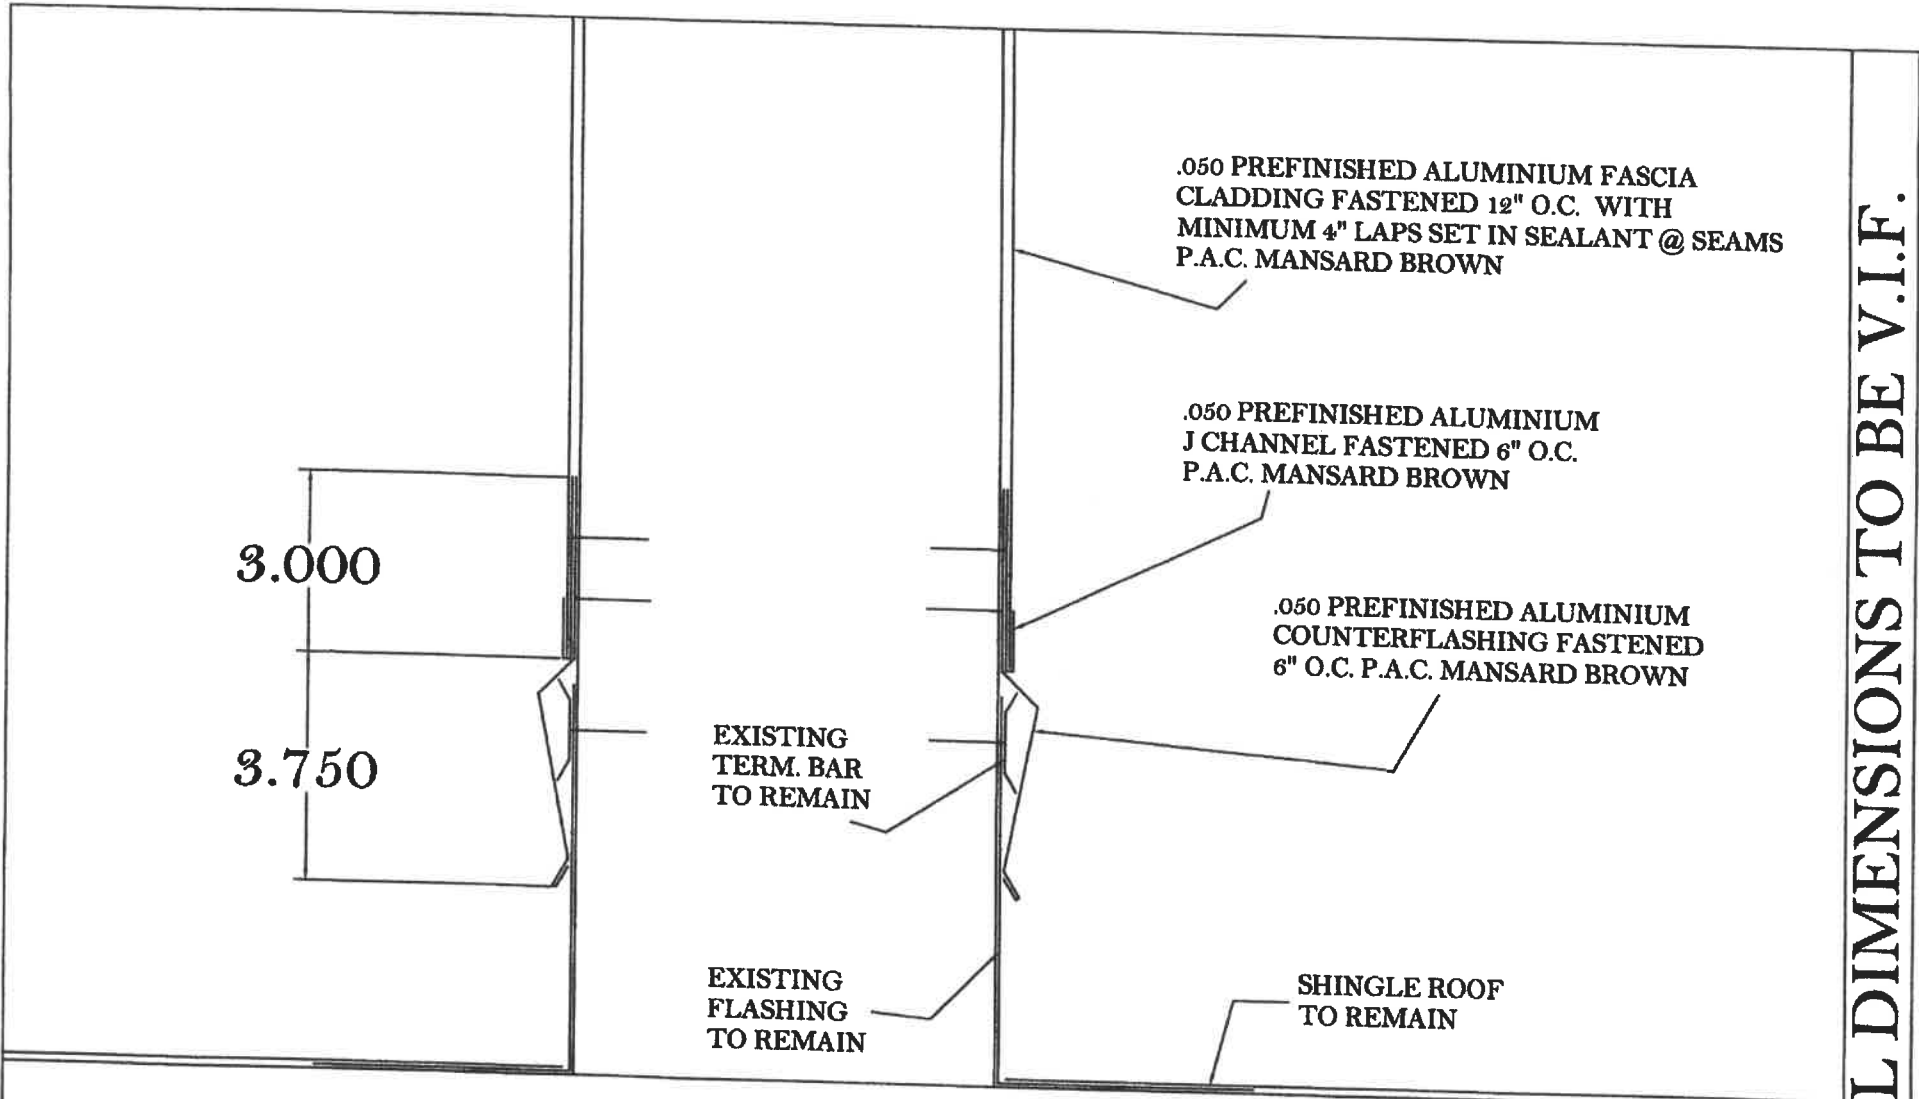 .050 PREFINISHED ALUMINIUM FASCIA
CLADDING FASTENED 12" O.C. WITH
MINIMUM 4" LAPS SET IN SEALANT @ SEAMS
P.A.C. MANSARD BROWN
.050 PREFINISHED ALUMINIUM
J CHANNEL FASTENED 6" O.C.
P.A.C. MANSARD BROWN
3.000
.050 PREFINISHED ALUMINIUM
COUNTERFLASHING FASTENED
6" O.C. P.A.C. MANSARD BROWN
3.750
EXISTING
TERM. BAR
TO REMAIN
EXISTING
FLASHING
TO REMAIN
SHINGLE ROOF
TO REMAIN
L DIMENSIONS TO BE V.I.F.